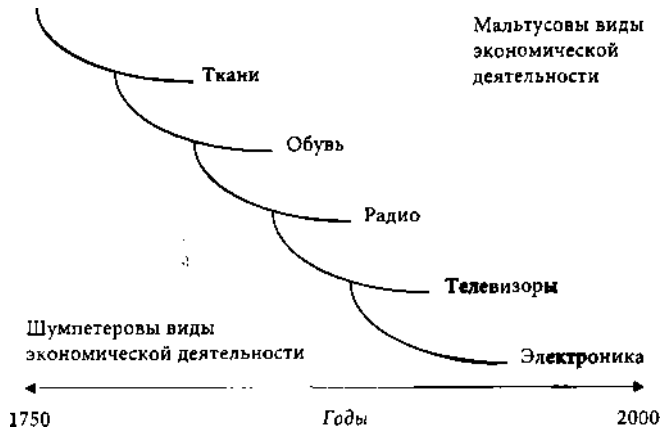 Мальтусовы виды
экономической
деятельности
Ткани
Обувь
Радио
Телевизоры
Шумпетеровы виды
экономической деятельности
Электроника
1750
Годы
2000